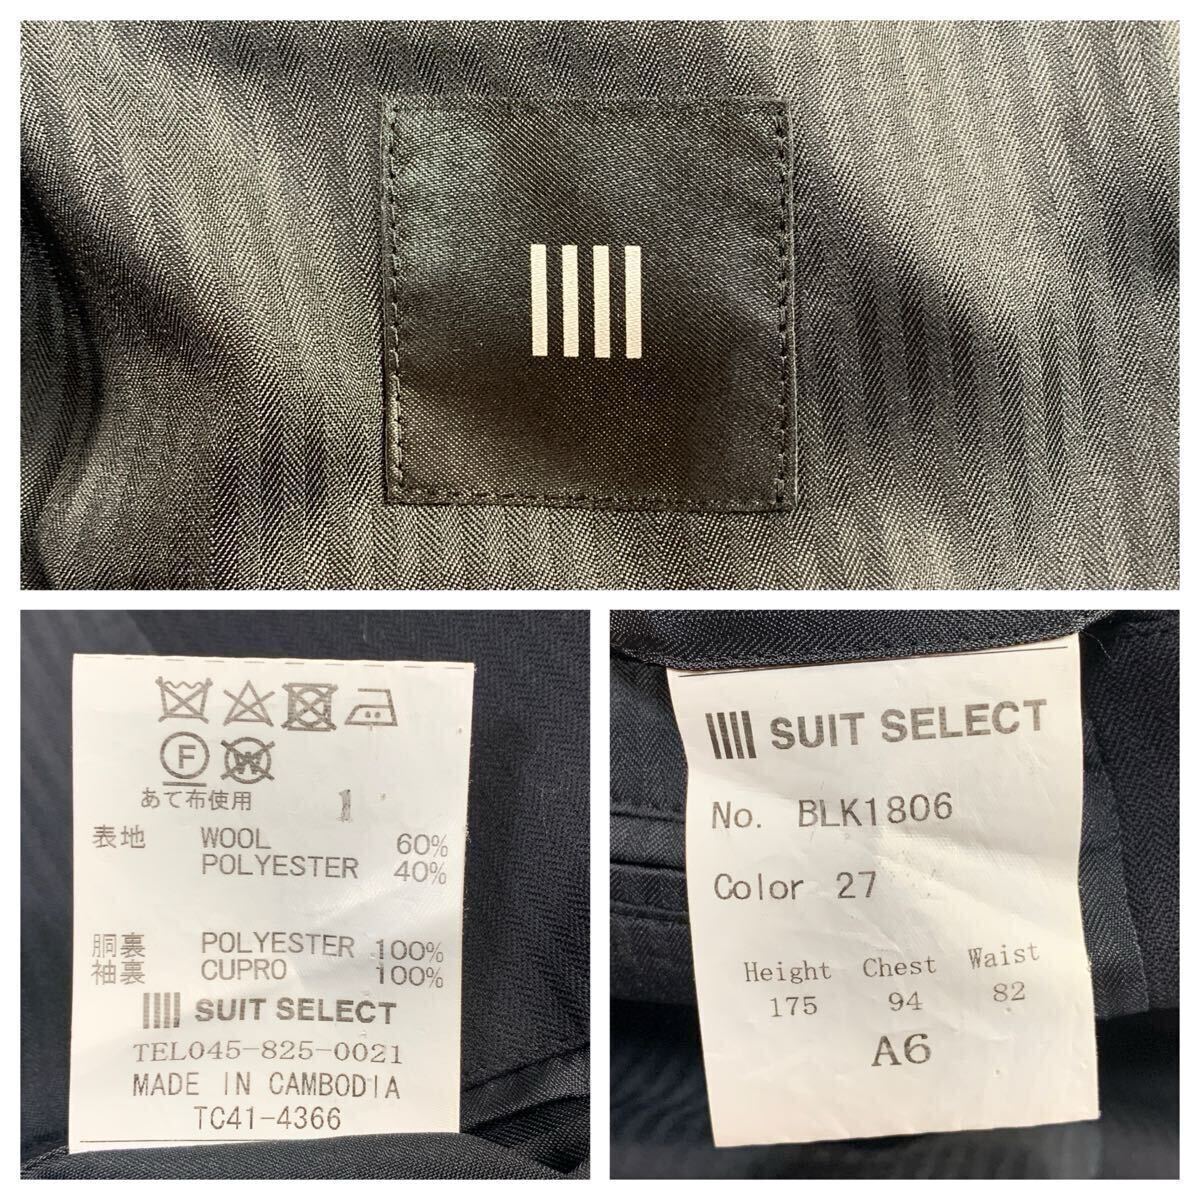 F W
あて布使用 1
表地 WOOL 60%
POLYESTER 40%
胴裏 POLYESTER 100%
袖裏 CUPRO 100%
SUIT SELECT
TEL045-825-0021
MADE IN CAMBODIA
TC41-4366
SUIT SELECT
No. BLK1806
Color 27
Height Chest Waist
175 94 82
A6